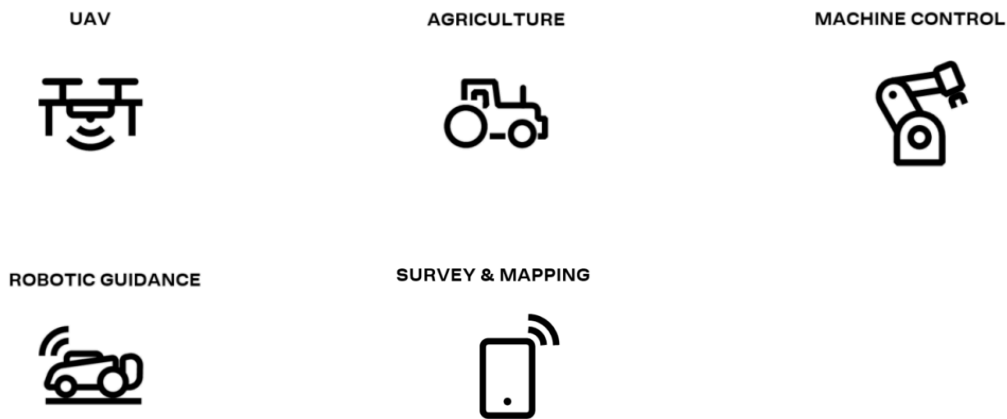 UAV
AGRICULTURE
MACHINE CONTROL
ROBOTIC GUIDANCE
SURVEY & MAPPING